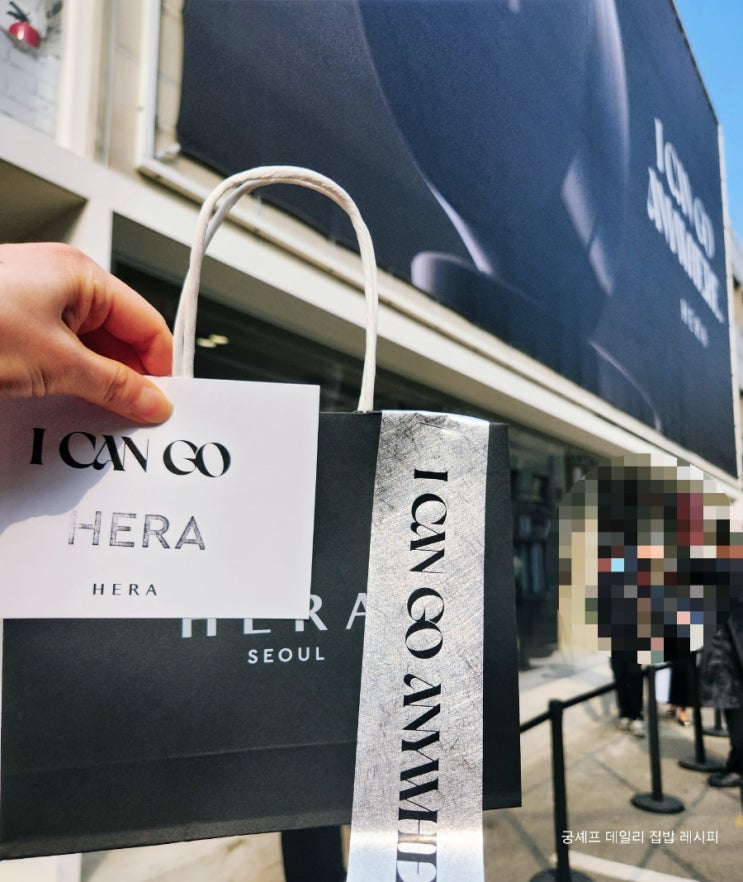 I CAN GO
ANYWHERE
HERA
I CAN GO
HERA
HERA
HERA
SEOUL
I CAN GO ANYWHE
궁셰프 데일리 집밥 레시피